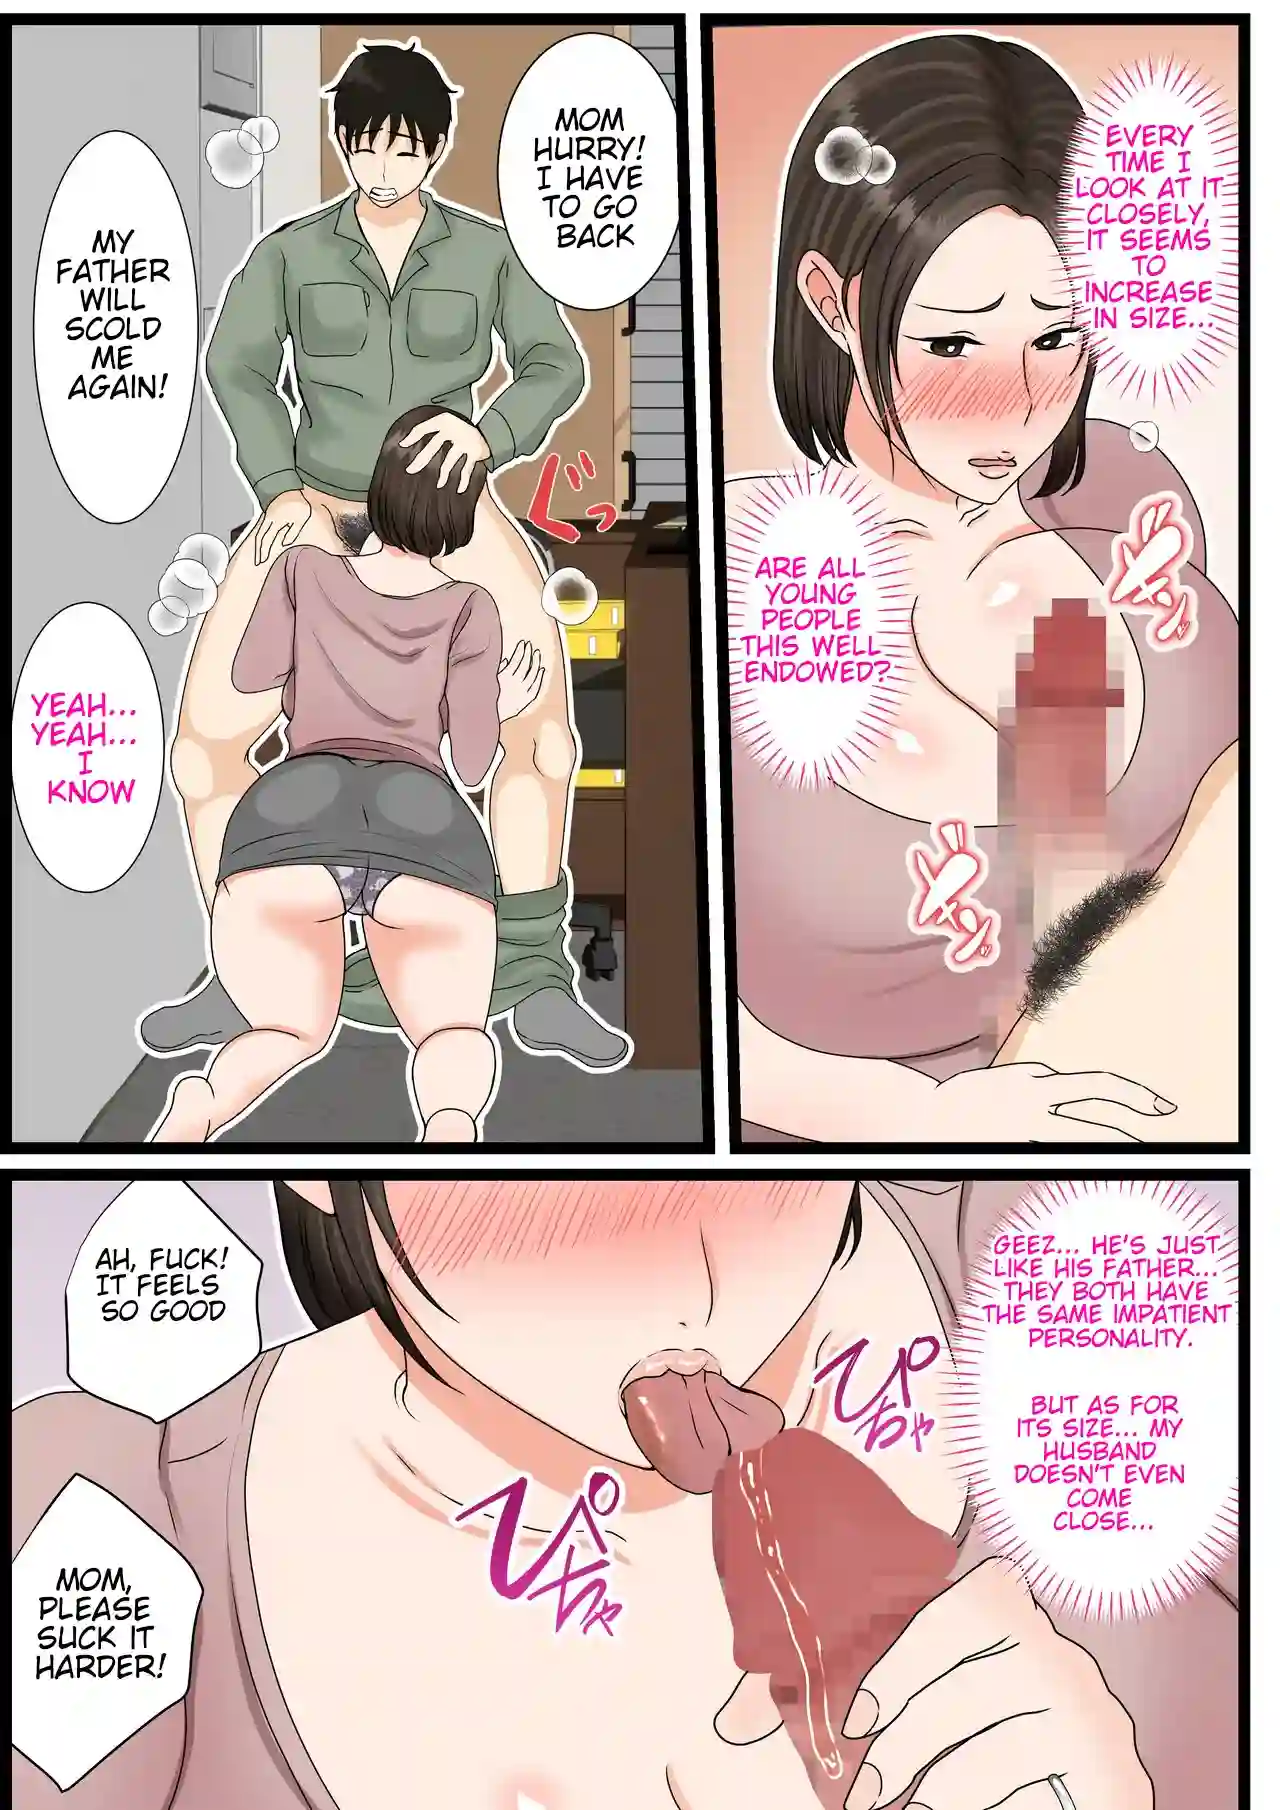 EVERY
TIME I
LOOK AT IT
CLOSELY,
IT SEEMS
TO
INCREASE
IN SIZE...
ARE ALL
YOUNG
PEOPLE
THIS WELL
ENDOWED?
MOM
HURRY!
I HAVE
TO GO
BACK
MY
FATHER
WILL
SCOLD
ME
AGAIN!
ぐっ
YEAH...
YEAH...
I
KNOW
GEEZ... HE'S JUST
LIKE HIS FATHER...
THEY BOTH HAVE
THE SAME IMPATIENT
PERSONALITY.
BUT AS FOR
ITS SIZE... MY
HUSBAND
DOESN'T EVEN
COME
CLOSE...
ぴちゃ
ぴちゃ
AH, FUCK!
IT FEELS
SO GOOD
MOM,
PLEASE
SUCK IT
HARDER!